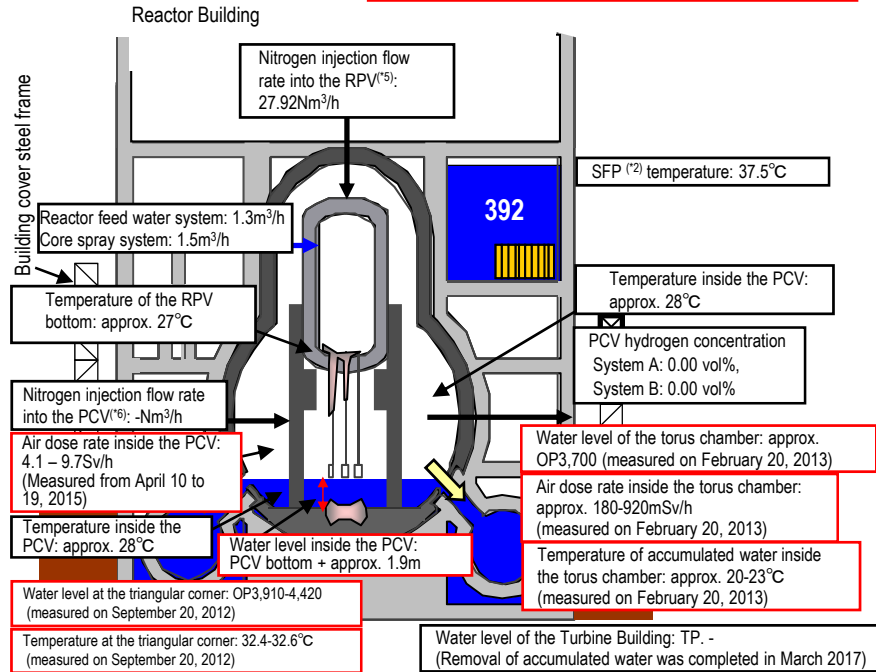 Reactor Building
Building cover steel frame
Nitrogen injection flow
rate into the RPV(*5):
27.92Nm³/h
SFP (*2) temperature: 37.5℃
392
Reactor feed water system: 1.3m³/h
Core spray system: 1.5m³/h
Temperature of the RPV
bottom: approx. 27℃
Temperature inside the PCV:
approx. 28℃
PCV hydrogen concentration
System A: 0.00 vol%,
System B: 0.00 vol%
Nitrogen injection flow rate
into the PCV(*6): -Nm³/h
Air dose rate inside the PCV:
4.1 – 9.7Sv/h
(Measured from April 10 to
19, 2015)
Temperature inside the
PCV: approx. 28℃
Water level inside the PCV:
PCV bottom + approx. 1.9m
Water level of the torus chamber: approx.
OP3,700 (measured on February 20, 2013)
Air dose rate inside the torus chamber:
approx. 180-920mSv/h
(measured on February 20, 2013)
Temperature of accumulated water inside
the torus chamber: approx. 20-23℃
(measured on February 20, 2013)
Water level at the triangular corner: OP3,910-4,420
(measured on September 20, 2012)
Temperature at the triangular corner: 32.4-32.6℃
(measured on September 20, 2012)
Water level of the Turbine Building: TP. -
(Removal of accumulated water was completed in March 2017)